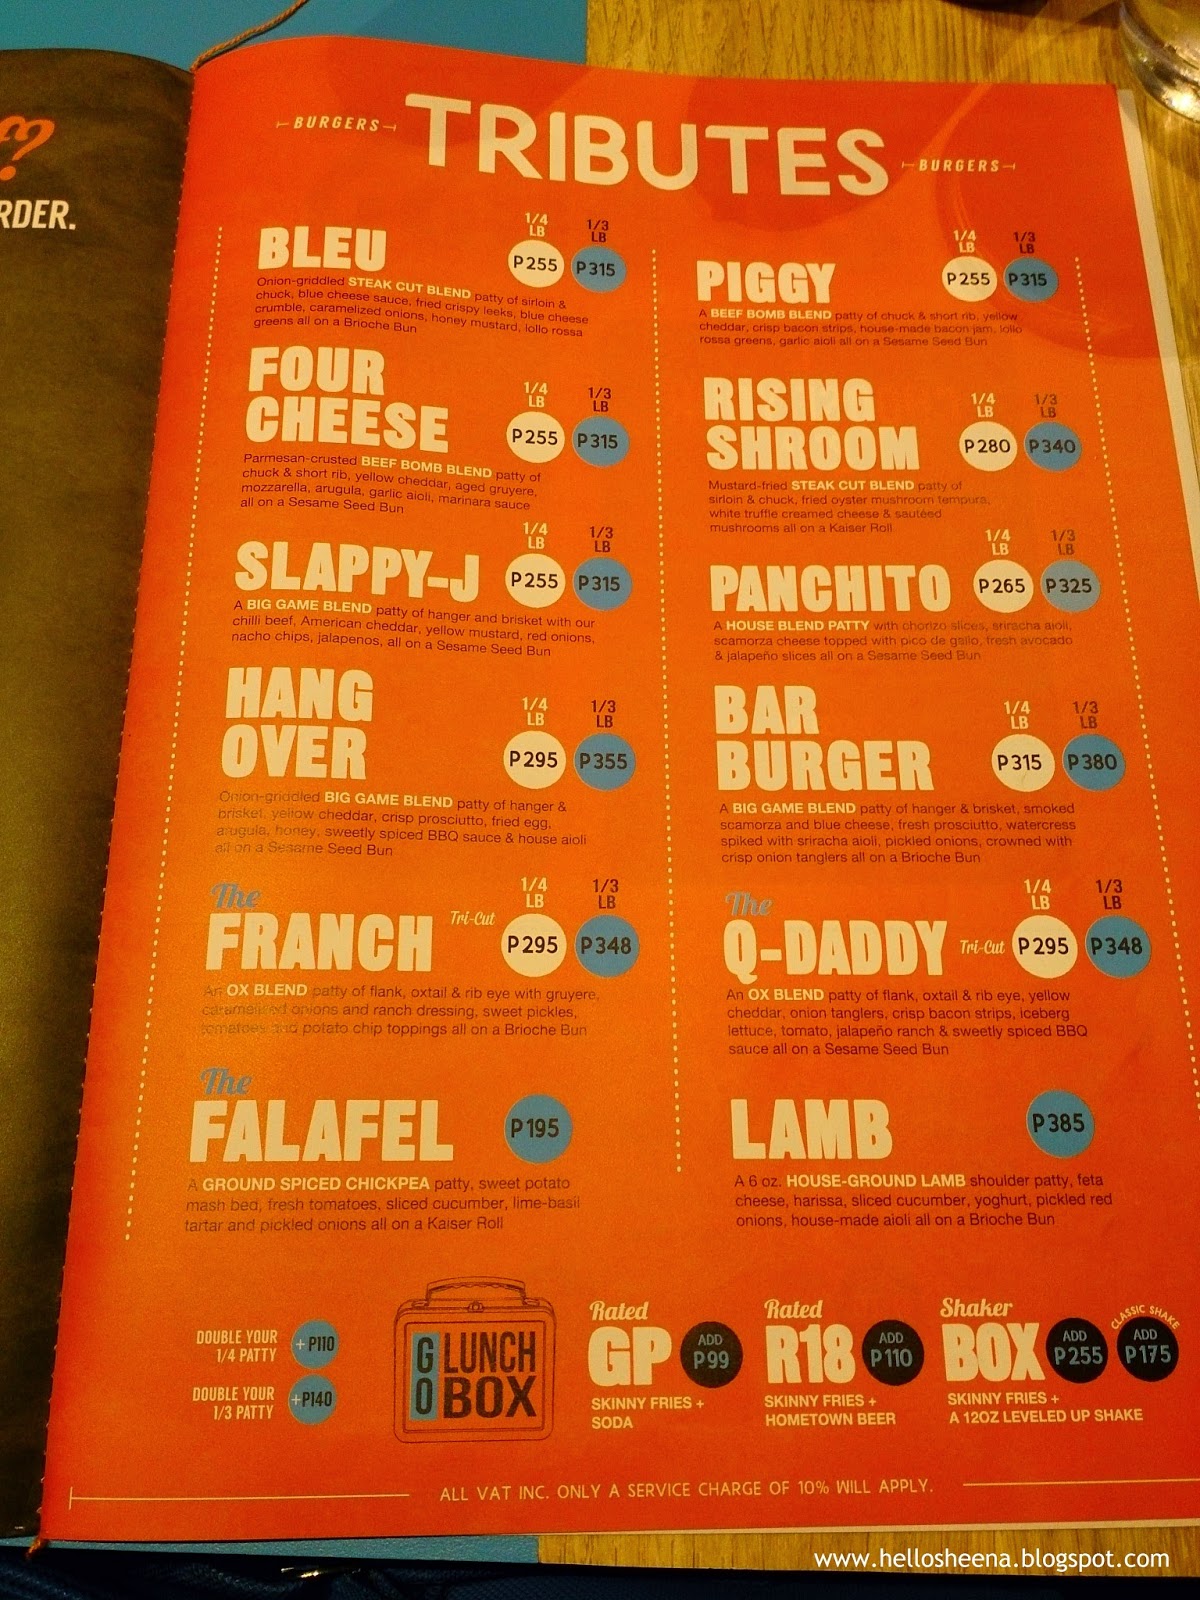 ?
RDER.
BURGERS
TRIBUTES
BURGERS
BLEU
1/4 LB
1/3 LB
P255
P315
Onion-griddled STEAK CUT BLEND patty of sirloin &
chuck, blue cheese sauce, fried crispy leeks, blue cheese
crumble, caramelized onions, honey mustard, lollo rossa
greens all on a Brioche Bun
FOUR
CHEESE
1/4 LB
1/3 LB
P255
P315
Parmesan-crusted BEEF BOMB BLEND patty of
chuck & short rib, yellow cheddar, aged gruyere,
mozzarella, arugula, garlic aioli, marinara sauce
all on a Sesame Seed Bun
SLAPPY-J
1/4 LB
1/3 LB
P255
P315
A BIG GAME BLEND patty of hanger and brisket with our
chilli beef, American cheddar, yellow mustard, red onions,
nacho chips, jalapenos, all on a Sesame Seed Bun
HANG
OVER
1/4 LB
1/3 LB
P295
P355
Onion-griddled BIG GAME BLEND patty of hanger &
brisket, yellow cheddar, crisp prosciutto, fried egg,
arugula, honey, sweetly spiced BBQ sauce & house aioli
all on a Sesame Seed Bun
The
FRANCH
Tri-Cut
1/4 LB
1/3 LB
P295
P348
An OX BLEND patty of flank, oxtail & rib eye with gruyere,
caramelised onions and ranch dressing, sweet pickles,
tomatoes and potato chip toppings all on a Brioche Bun
The
FALAFEL
P195
A GROUND SPICED CHICKPEA patty, sweet potato
mash bed, fresh tomatoes, sliced cucumber, lime-basil
tartar and pickled onions all on a Kaiser Roll
PIGGY
1/4 LB
1/3 LB
P255
P315
A BEEF BOMB BLEND patty of chuck & short rib, yellow
cheddar, crisp bacon strips, house-made bacon jam, lollo
rossa greens, garlic aioli all on a Sesame Seed Bun
RISING
SHROOM
1/4 LB
1/3 LB
P280
P340
Mustard-fried STEAK CUT BLEND patty of
sirloin & chuck, fried oyster mushroom tempura,
white truffle creamed cheese & sautéed
mushrooms all on a Kaiser Roll
PANCHITO
1/4 LB
1/3 LB
P265
P325
A HOUSE BLEND PATTY with chorizo slices, sriracha aioli,
scamorza cheese topped with pico de gallo, fresh avocado
& jalapeño slices all on a Sesame Seed Bun
BAR
BURGER
1/4 LB
1/3 LB
P315
P380
A BIG GAME BLEND patty of hanger & brisket, smoked
scamorza and blue cheese, fresh prosciutto, watercress
spiked with sriracha aioli, pickled onions, crowned with
crisp onion tanglers all on a Brioche Bun
The
Q-DADDY
Tri-Cut
1/4 LB
1/3 LB
P295
P348
An OX BLEND patty of flank, oxtail & rib eye, yellow
cheddar, onion tanglers, crisp bacon strips, iceberg
lettuce, tomato, jalapeño ranch & sweetly spiced BBQ
sauce all on a Sesame Seed Bun
LAMB
P385
A 6 oz. HOUSE-GROUND LAMB shoulder patty, feta
cheese, harissa, sliced cucumber, yoghurt, pickled red
onions, house-made aioli all on a Brioche Bun
DOUBLE YOUR
1/4 PATTY
+P110
DOUBLE YOUR
1/3 PATTY
+P140
GO LUNCH
BOX
Rated
GP
ADD
P99
SKINNY FRIES +
SODA
Rated
R18
ADD
P110
SKINNY FRIES +
HOMETOWN BEER
Shaker
BOX
ADD
P255
CLASSIC SHAKE
ADD
P175
SKINNY FRIES +
A 12OZ LEVELED UP SHAKE
ALL VAT INC. ONLY A SERVICE CHARGE OF 10% WILL APPLY.
www.hellosheena.blogspot.com